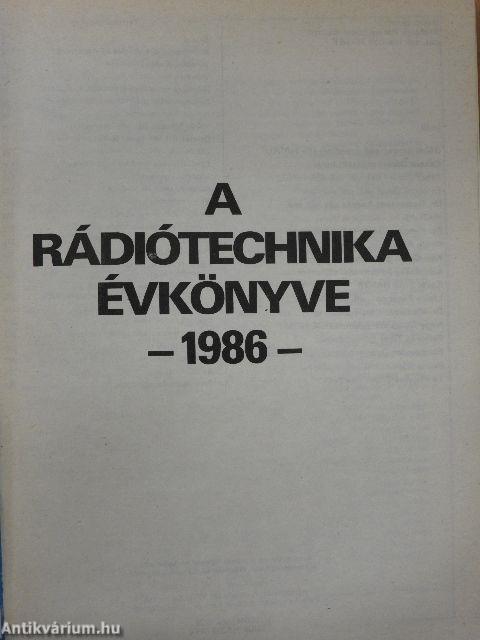 A
RÁDIÓTECHNIKA
ÉVKÖNYVE
– 1986 –
Antikvárium.hu